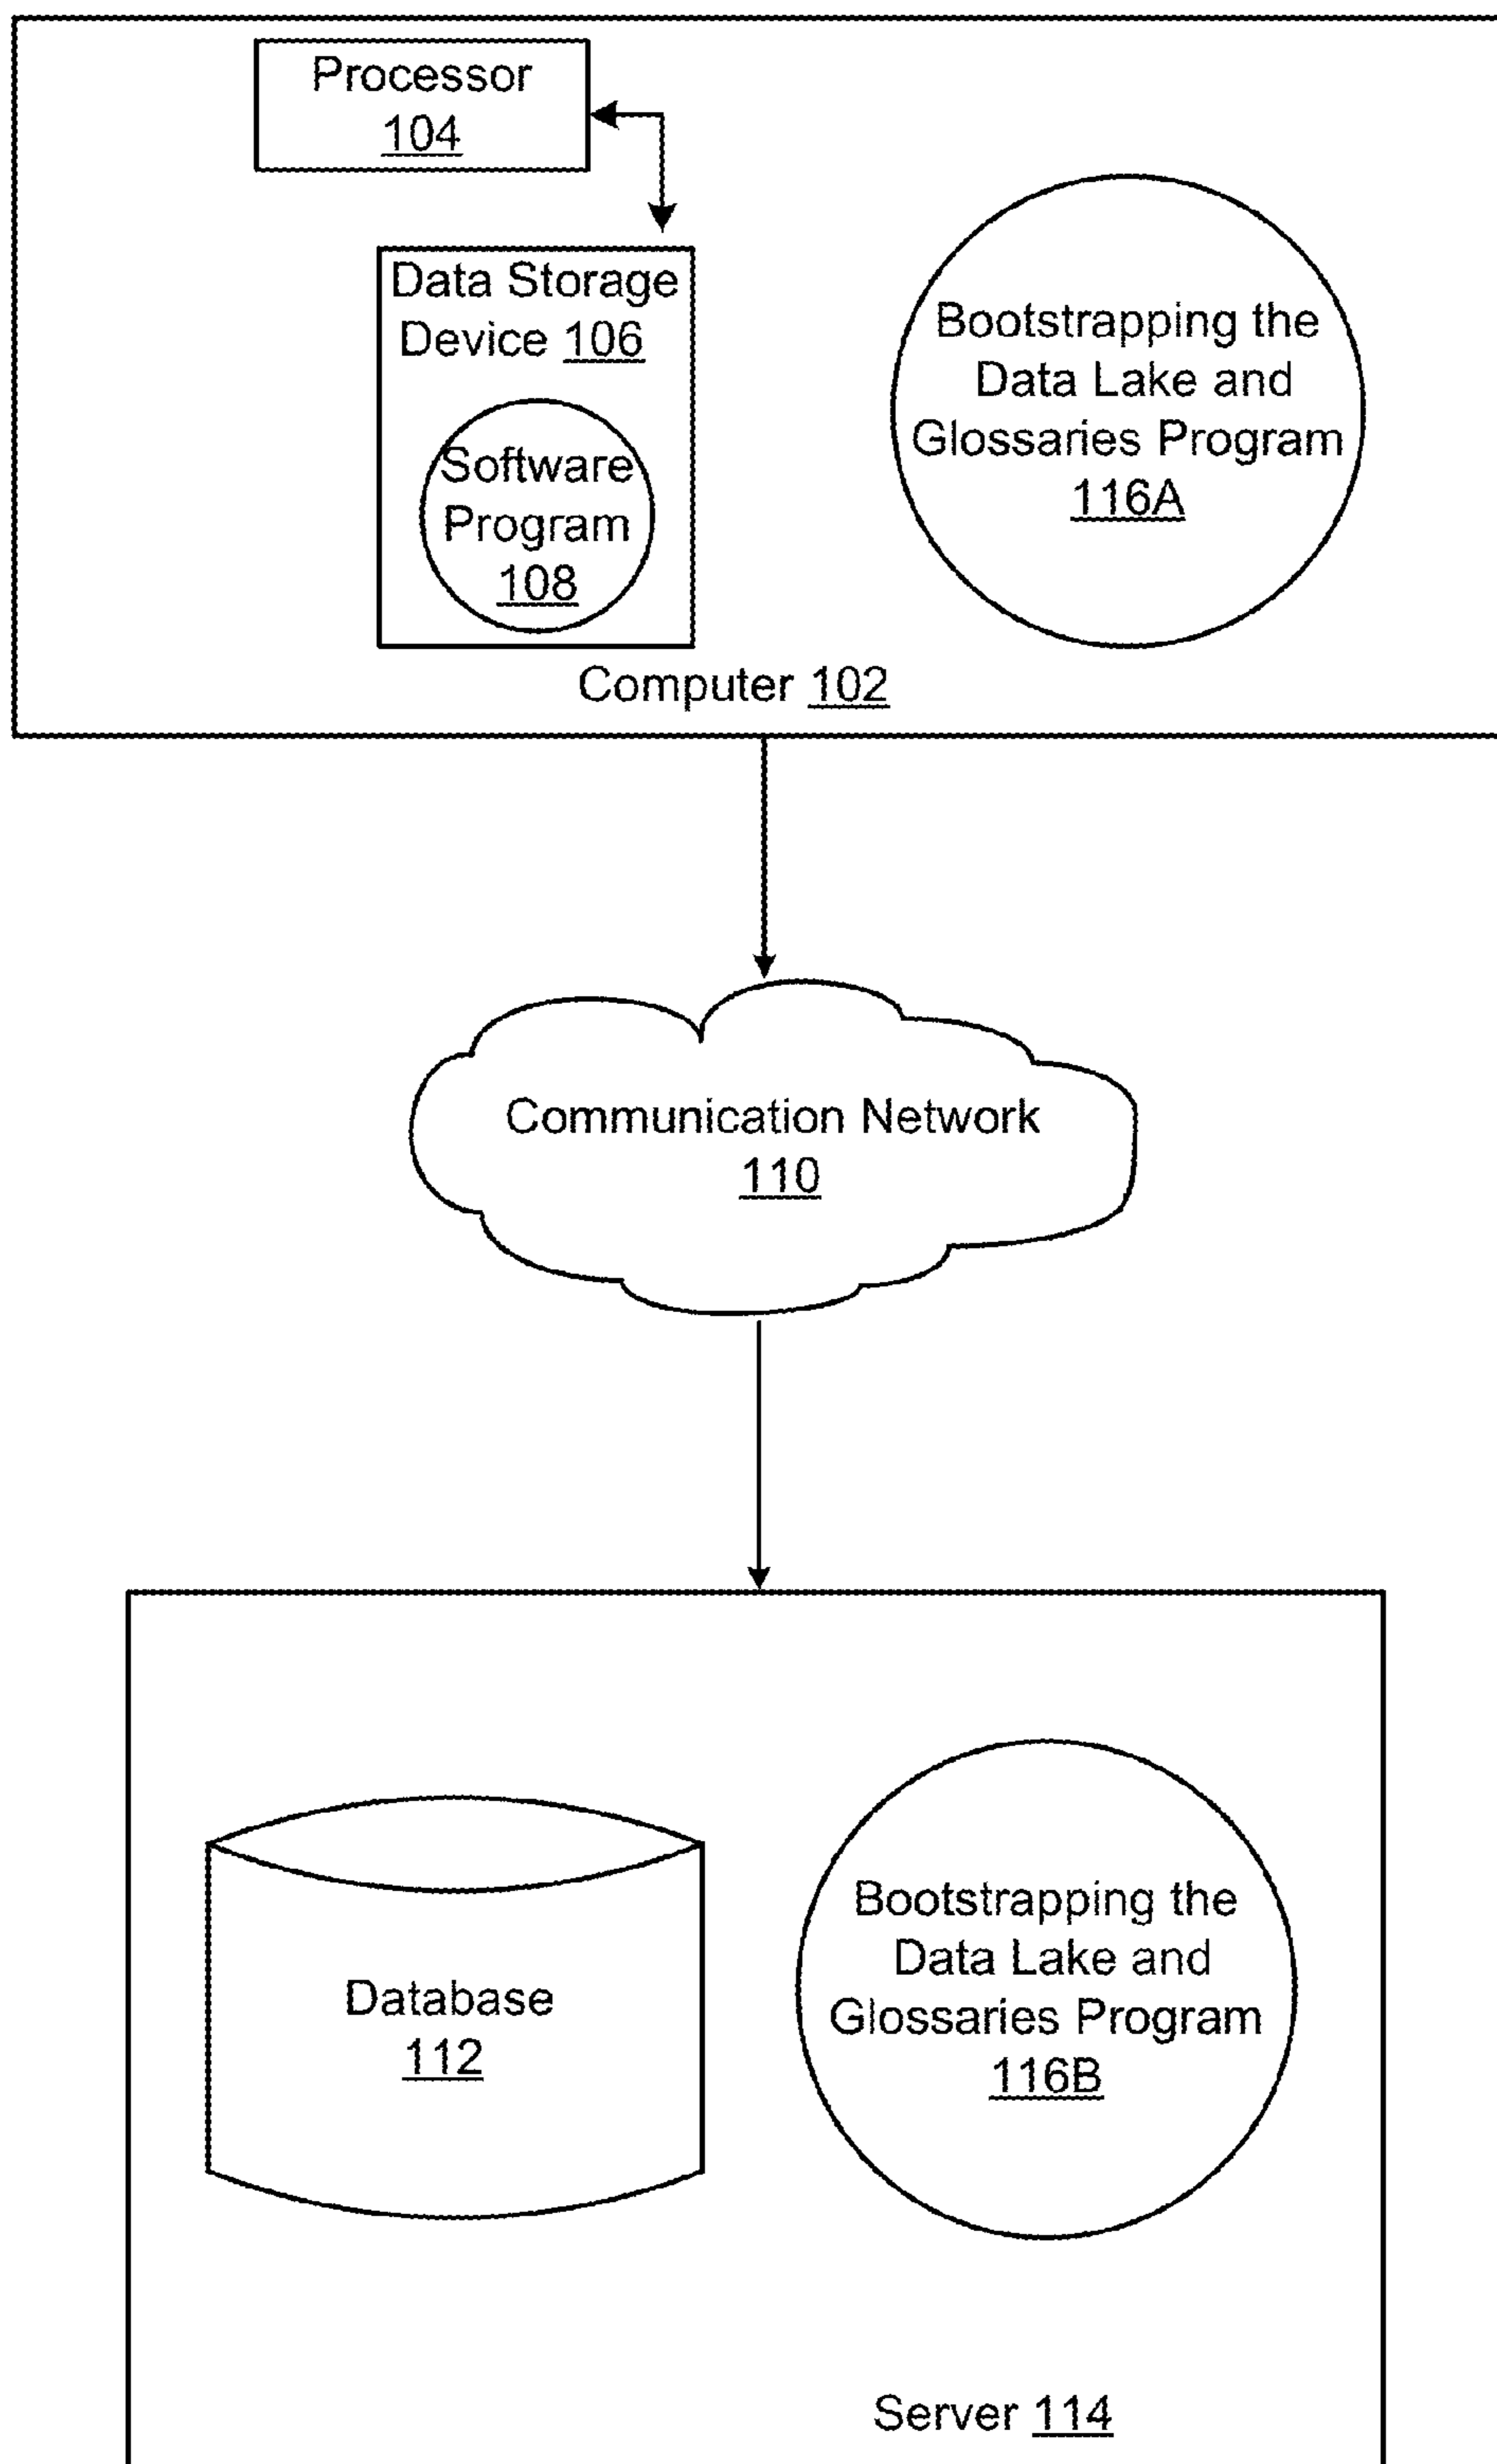 Processor
104
Data Storage
Device 106
Software
Program
108
Bootstrapping the
Data Lake and
Glossaries Program
116A
Computer 102
Communication Network
110
Database
112
Bootstrapping the
Data Lake and
Glossaries Program
116B
Server 114